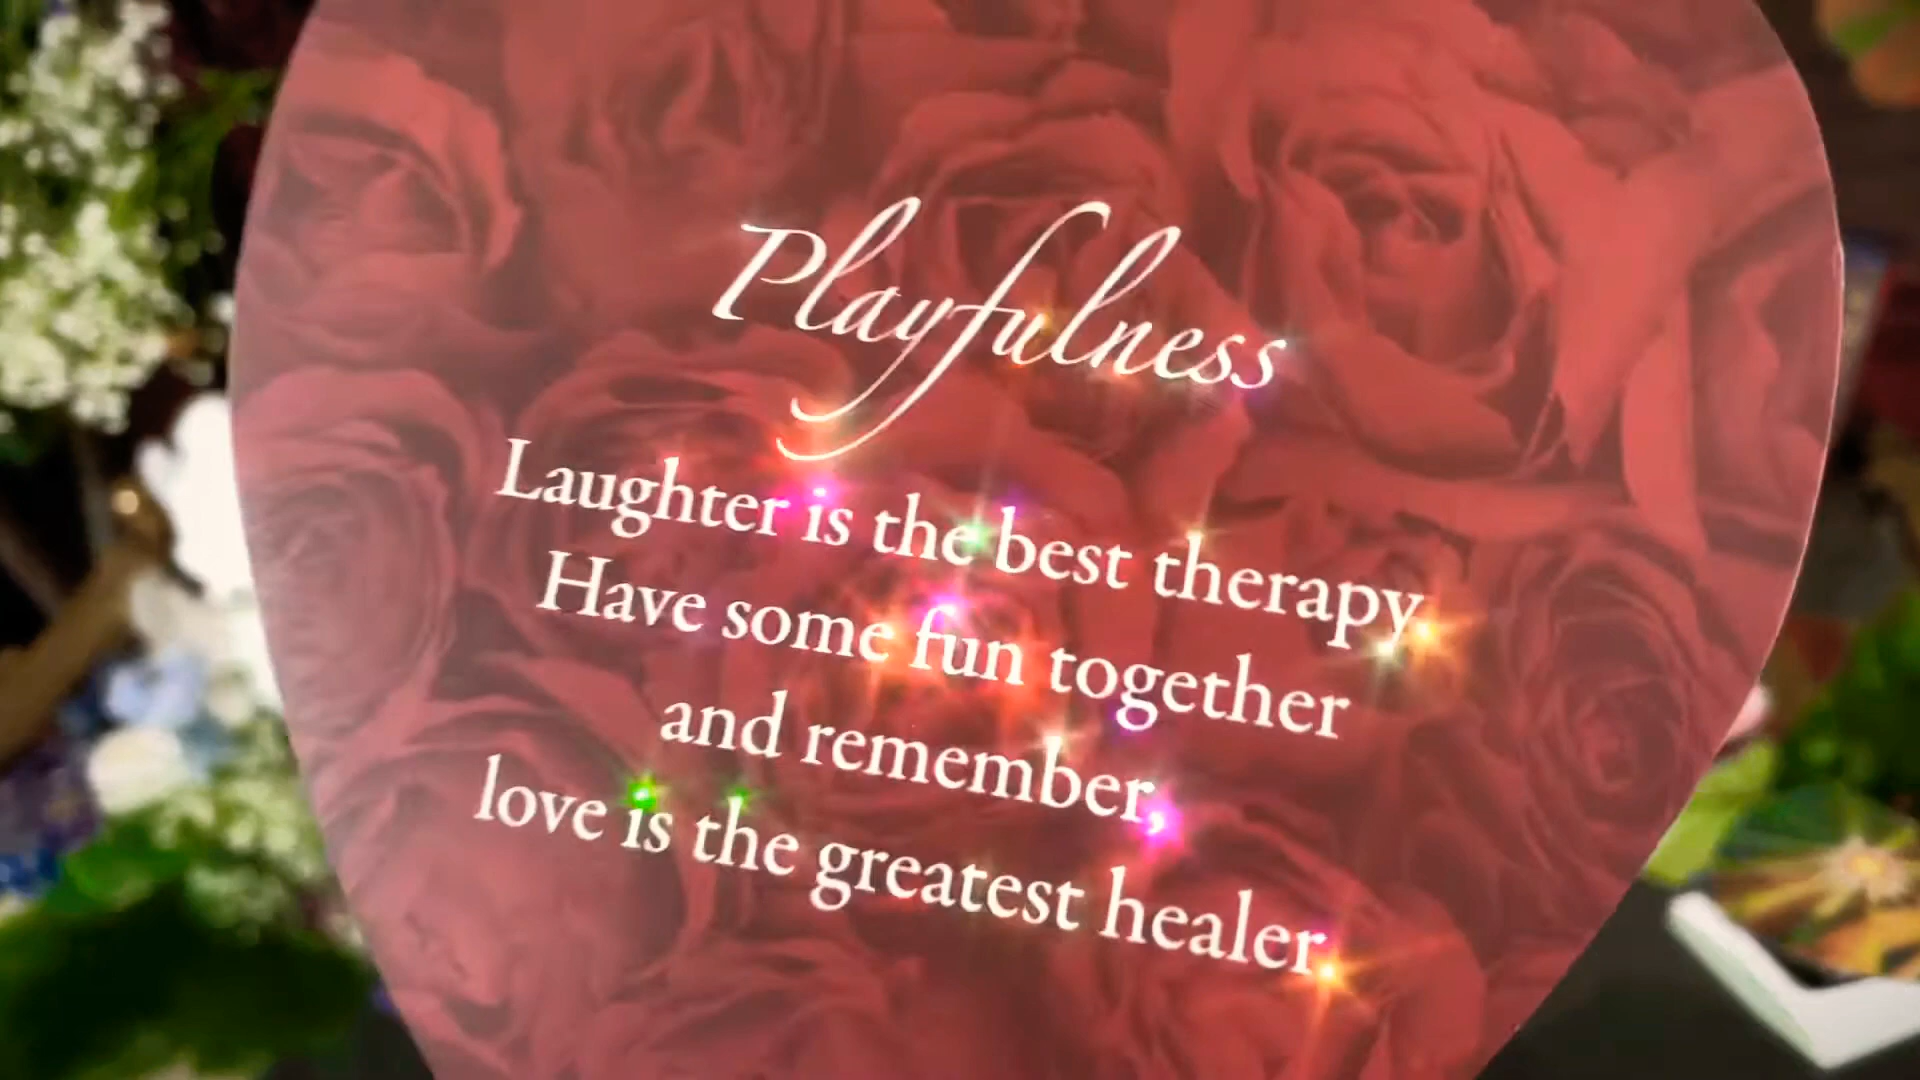 Playfulness
Laughter is the best therapy.
Have some fun together
and remember,
love is the greatest healer.